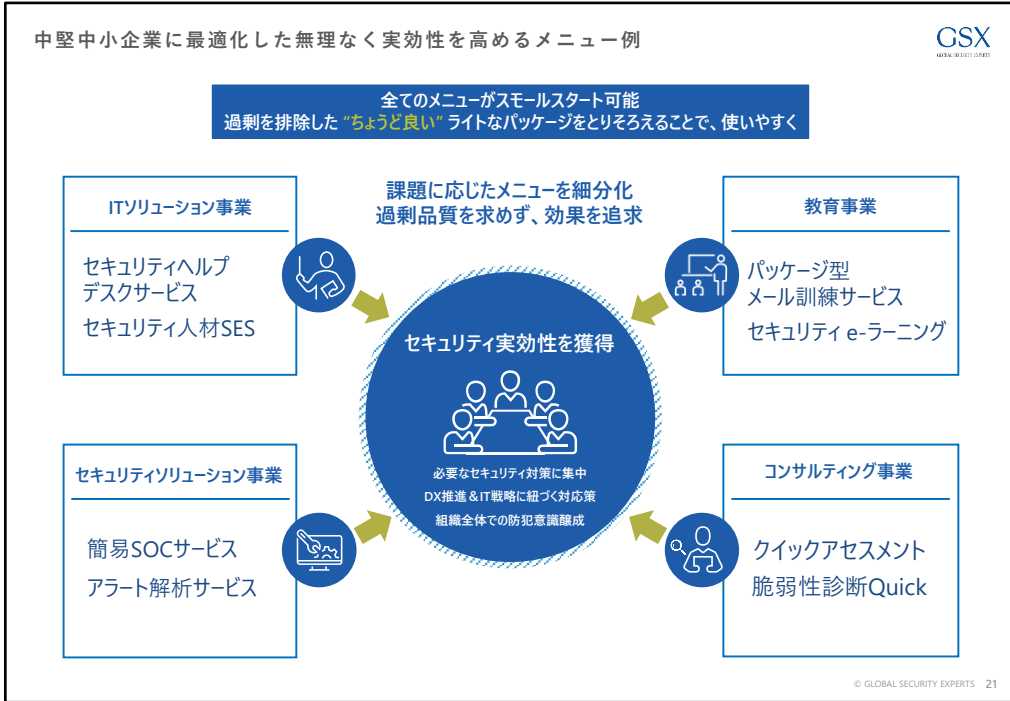 中堅中小企業に最適化した無理なく実効性を高めるメニュー例
GSX
GLOBAL SECURITY EXPERTS
全てのメニューがスモールスタート可能
過剰を排除した “ちょうど良い” ライトなパッケージをとりそろえることで、使いやすく
課題に応じたメニューを細分化
過剰品質を求めず、効果を追求
ITソリューション事業
セキュリティヘルプ
デスクサービス
セキュリティ人材SES
教育事業
パッケージ型
メール訓練サービス
セキュリティ e-ラーニング
セキュリティ実効性を獲得
必要なセキュリティ対策に集中
DX推進＆IT戦略に紐づく対応策
組織全体での防犯意識醸成
セキュリティソリューション事業
簡易SOCサービス
アラート解析サービス
コンサルティング事業
クイックアセスメント
脆弱性診断Quick
© GLOBAL SECURITY EXPERTS 21